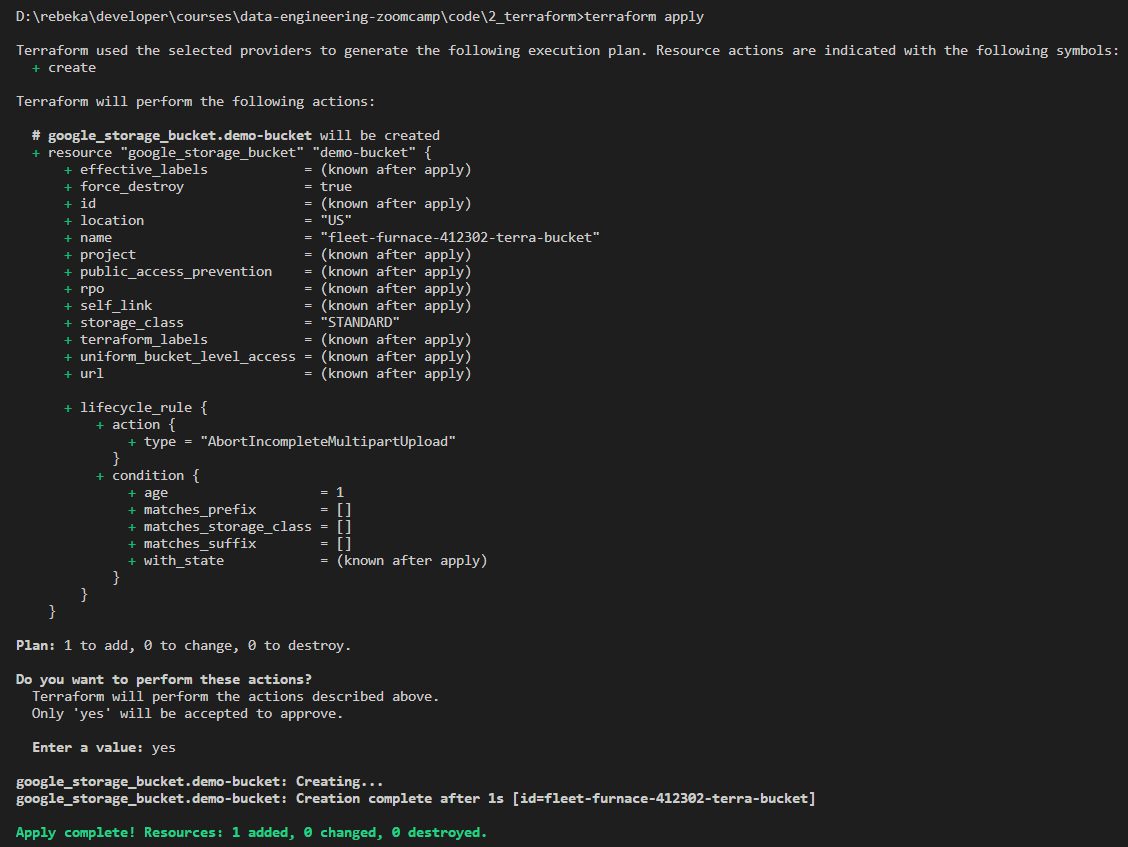 D:\rebeka\developer\courses\data-engineering-zoomcamp\code\2_terraform>terraform apply

Terraform used the selected providers to generate the following execution plan. Resource actions are indicated with the following symbols:
  + create

Terraform will perform the following actions:

  # google_storage_bucket.demo-bucket will be created
  + resource "google_storage_bucket" "demo-bucket" {
      + effective_labels            = (known after apply)
      + force_destroy               = true
      + id                          = (known after apply)
      + location                    = "US"
      + name                        = "fleet-furnace-412302-terra-bucket"
      + project                     = (known after apply)
      + public_access_prevention    = (known after apply)
      + rpo                         = (known after apply)
      + self_link                   = (known after apply)
      + storage_class               = "STANDARD"
      + terraform_labels            = (known after apply)
      + uniform_bucket_level_access = (known after apply)
      + url                         = (known after apply)

      + lifecycle_rule {
          + action {
              + type = "AbortIncompleteMultipartUpload"
            }
          + condition {
              + age                   = 1
              + matches_prefix        = []
              + matches_storage_class = []
              + matches_suffix        = []
              + with_state            = (known after apply)
            }
        }
    }

Plan: 1 to add, 0 to change, 0 to destroy.

Do you want to perform these actions?
  Terraform will perform the actions described above.
  Only 'yes' will be accepted to approve.

  Enter a value: yes

google_storage_bucket.demo-bucket: Creating...
google_storage_bucket.demo-bucket: Creation complete after 1s [id=fleet-furnace-412302-terra-bucket]

Apply complete! Resources: 1 added, 0 changed, 0 destroyed.